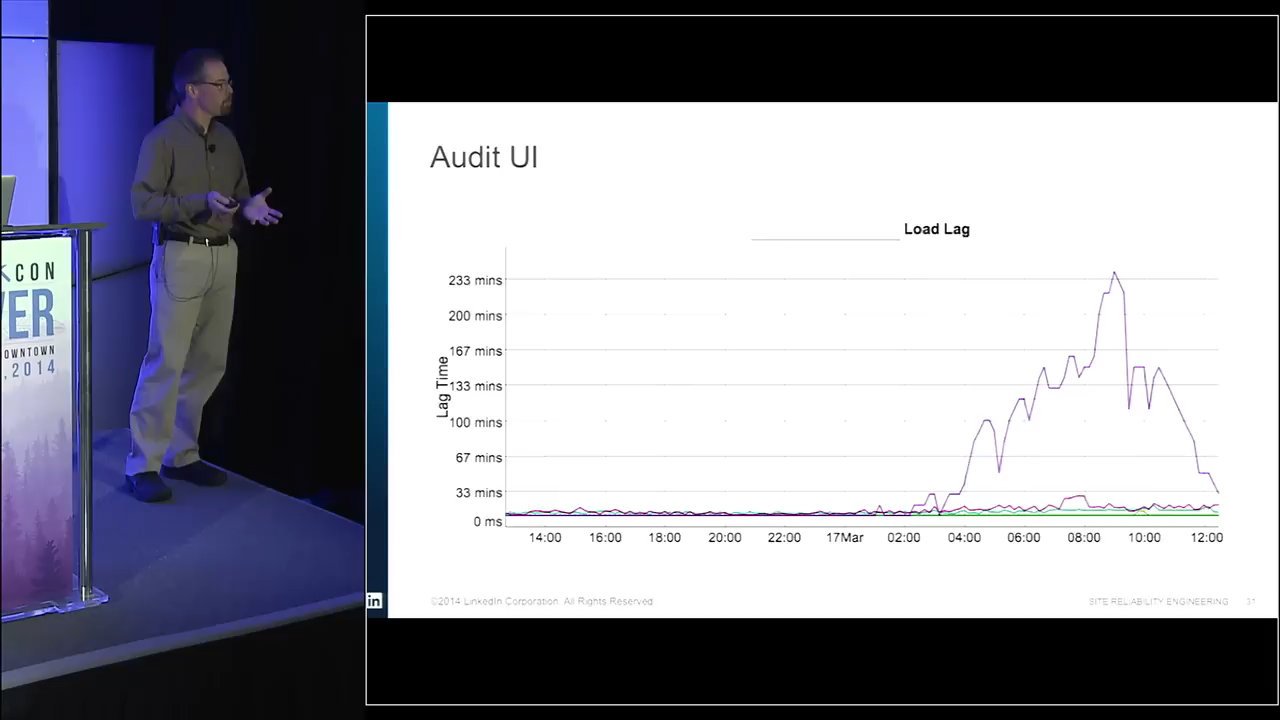 CON
VER
OWNTOWN
, 2014
Audit UI
Load Lag
Lag Time
233 mins
200 mins
167 mins
133 mins
100 mins
67 mins
33 mins
0 ms
14:00 16:00 18:00 20:00 22:00 17Mar 02:00 04:00 06:00 08:00 10:00 12:00
in
©2014 LinkedIn Corporation. All Rights Reserved
SITE RELIABILITY ENGINEERING 31